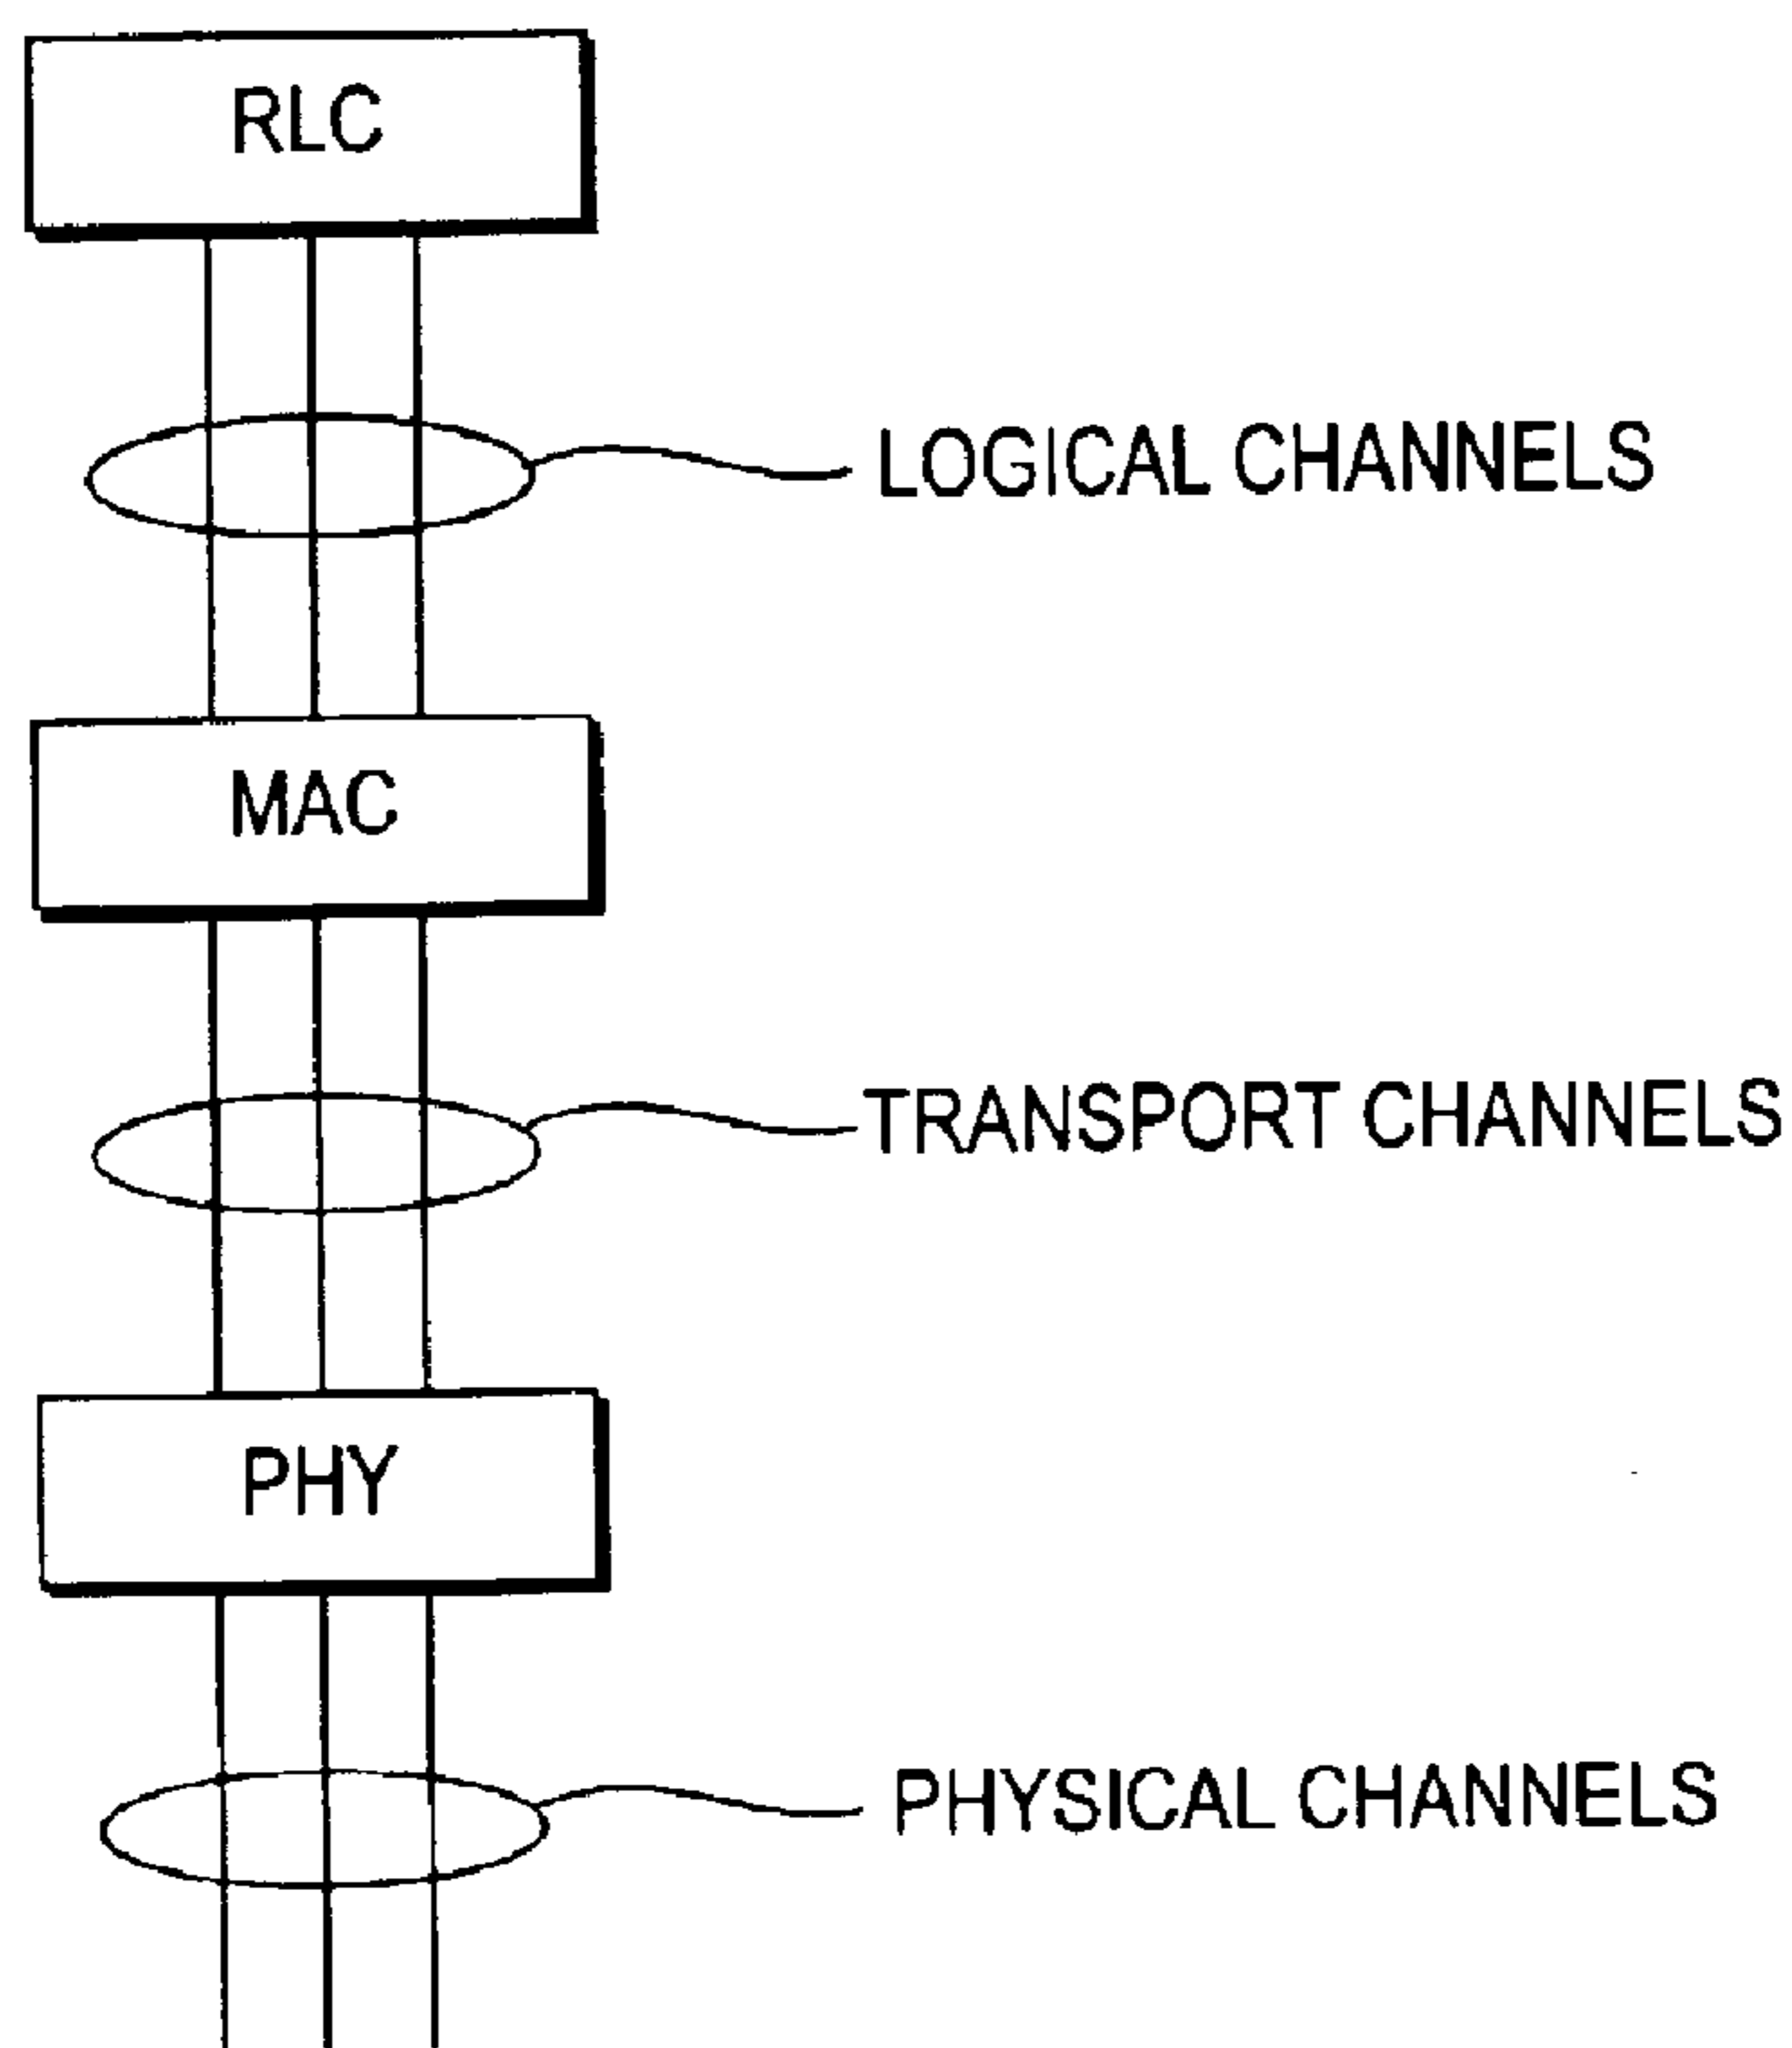 RLC
LOGICAL CHANNELS
MAC
TRANSPORT CHANNELS
PHY
PHYSICAL CHANNELS